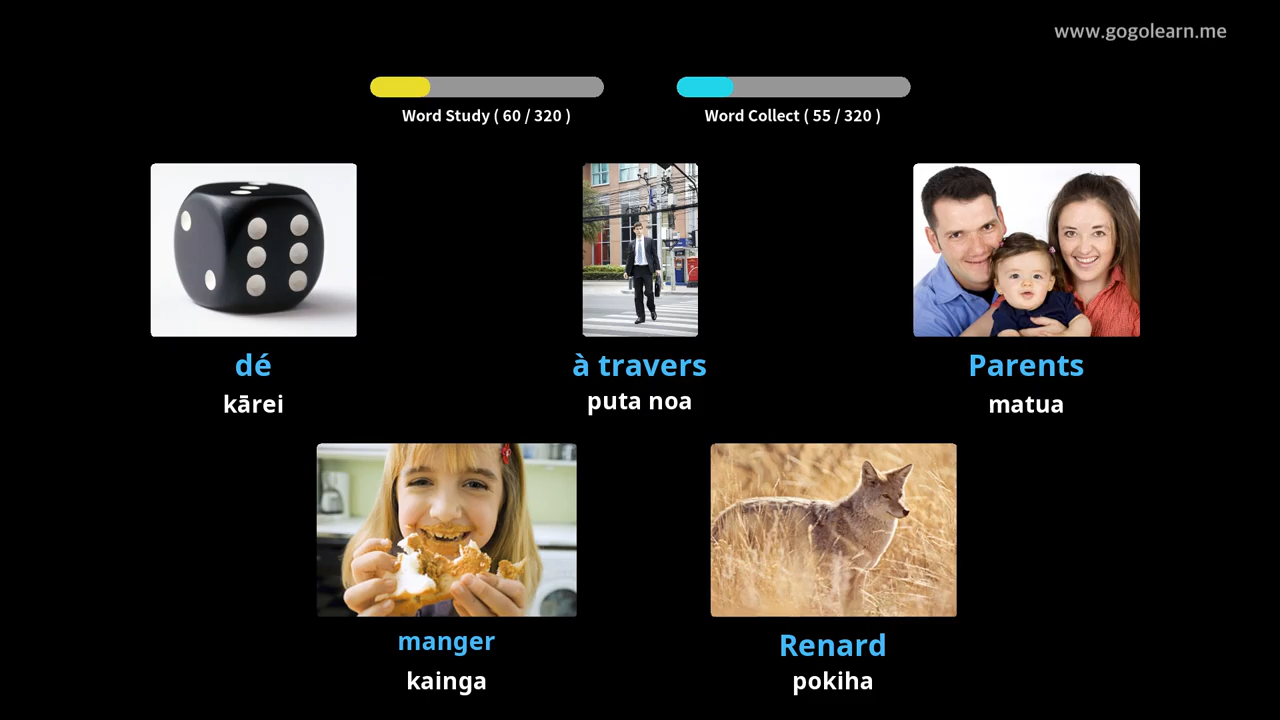 www.gogolearn.me
Word Study ( 60 / 320 )
Word Collect ( 55 / 320 )
dé
kārei
à travers
puta noa
Parents
matua
manger
kainga
Renard
pokiha